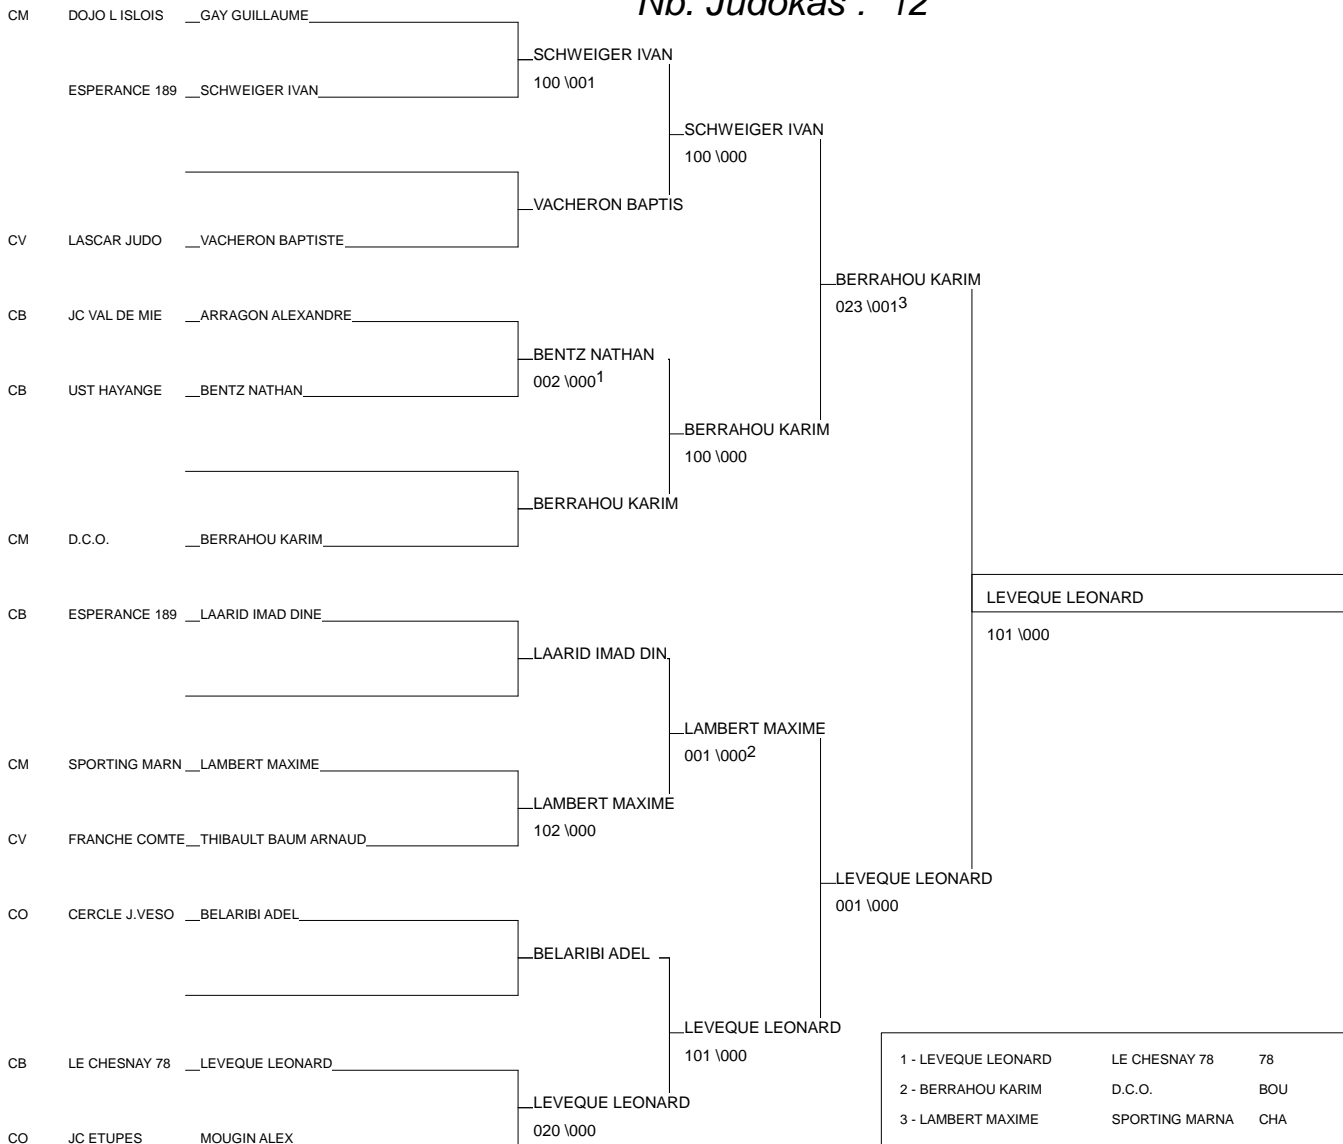 Nb. Judokas : 12
CM DOJO L ISLOIS GAY GUILLAUME
SCHWEIGER IVAN
100 \001
ESPERANCE 189 SCHWEIGER IVAN
SCHWEIGER IVAN
100 \000
VACHERON BAPTIS
CV LASCAR JUDO VACHERON BAPTISTE
BERRAHOU KARIM
023 \0013
CB JC VAL DE MIE ARRAGON ALEXANDRE
BENTZ NATHAN
002 \0001
CB UST HAYANGE BENTZ NATHAN
BERRAHOU KARIM
100 \000
BERRAHOU KARIM
CM D.C.O. BERRAHOU KARIM
LEVEQUE LEONARD
101 \000
CB ESPERANCE 189 LAARID IMAD DINE
LAARID IMAD DIN
LAMBERT MAXIME
001 \0002
CM SPORTING MARN LAMBERT MAXIME
LAMBERT MAXIME
102 \000
CV FRANCHE COMTE THIBAULT BAUM ARNAUD
LEVEQUE LEONARD
001 \000
CO CERCLE J.VESO BELARIBI ADEL
BELARIBI ADEL
LEVEQUE LEONARD
101 \000
CB LE CHESNAY 78 LEVEQUE LEONARD
LEVEQUE LEONARD
020 \000
CO JC ETUPES MOUGIN ALEX
1 - LEVEQUE LEONARD LE CHESNAY 78 78
2 - BERRAHOU KARIM D.C.O. BOU
3 - LAMBERT MAXIME SPORTING MARNA CHA